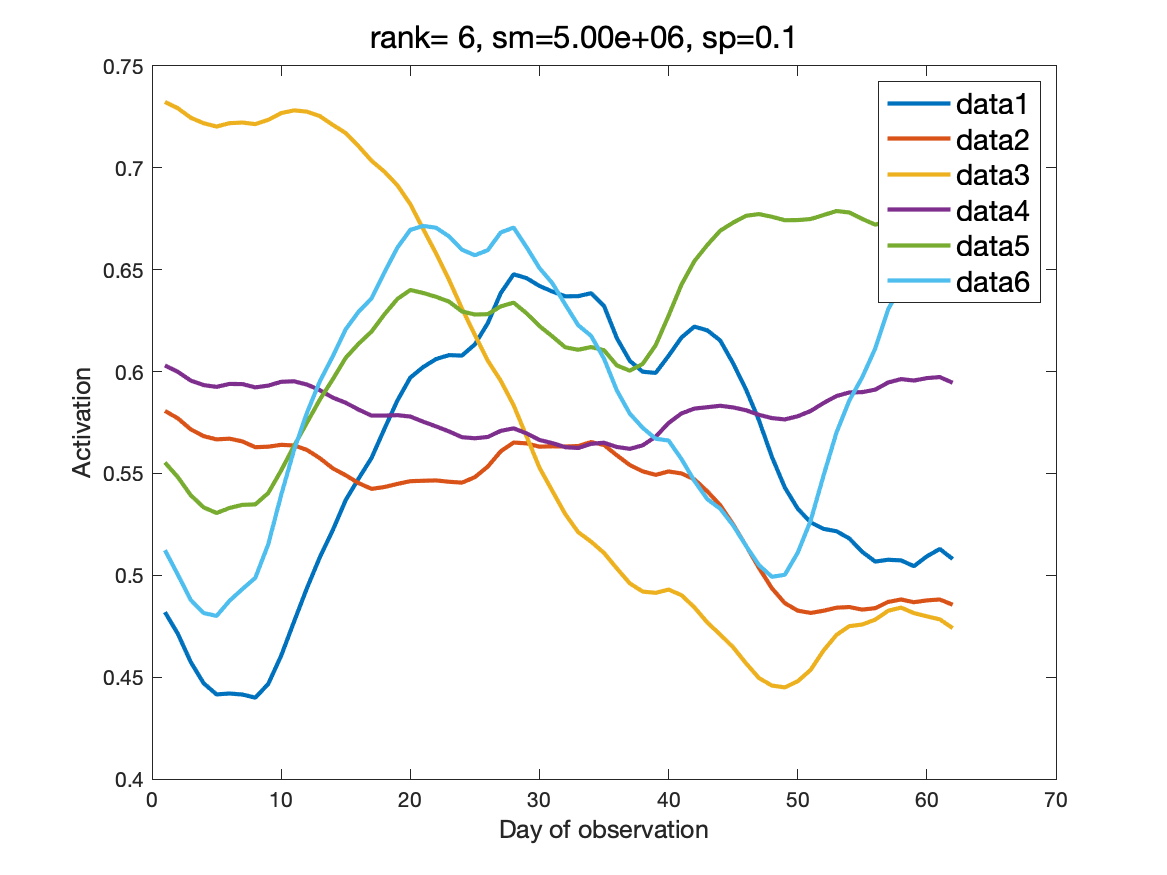 rank= 6, sm=5.00e+06, sp=0.1
0.75
0.7
0.65
0.6
0.55
0.5
0.45
0.4
Activation
data1
data2
data3
data4
data5
data6
0 10 20 30 40 50 60 70
Day of observation